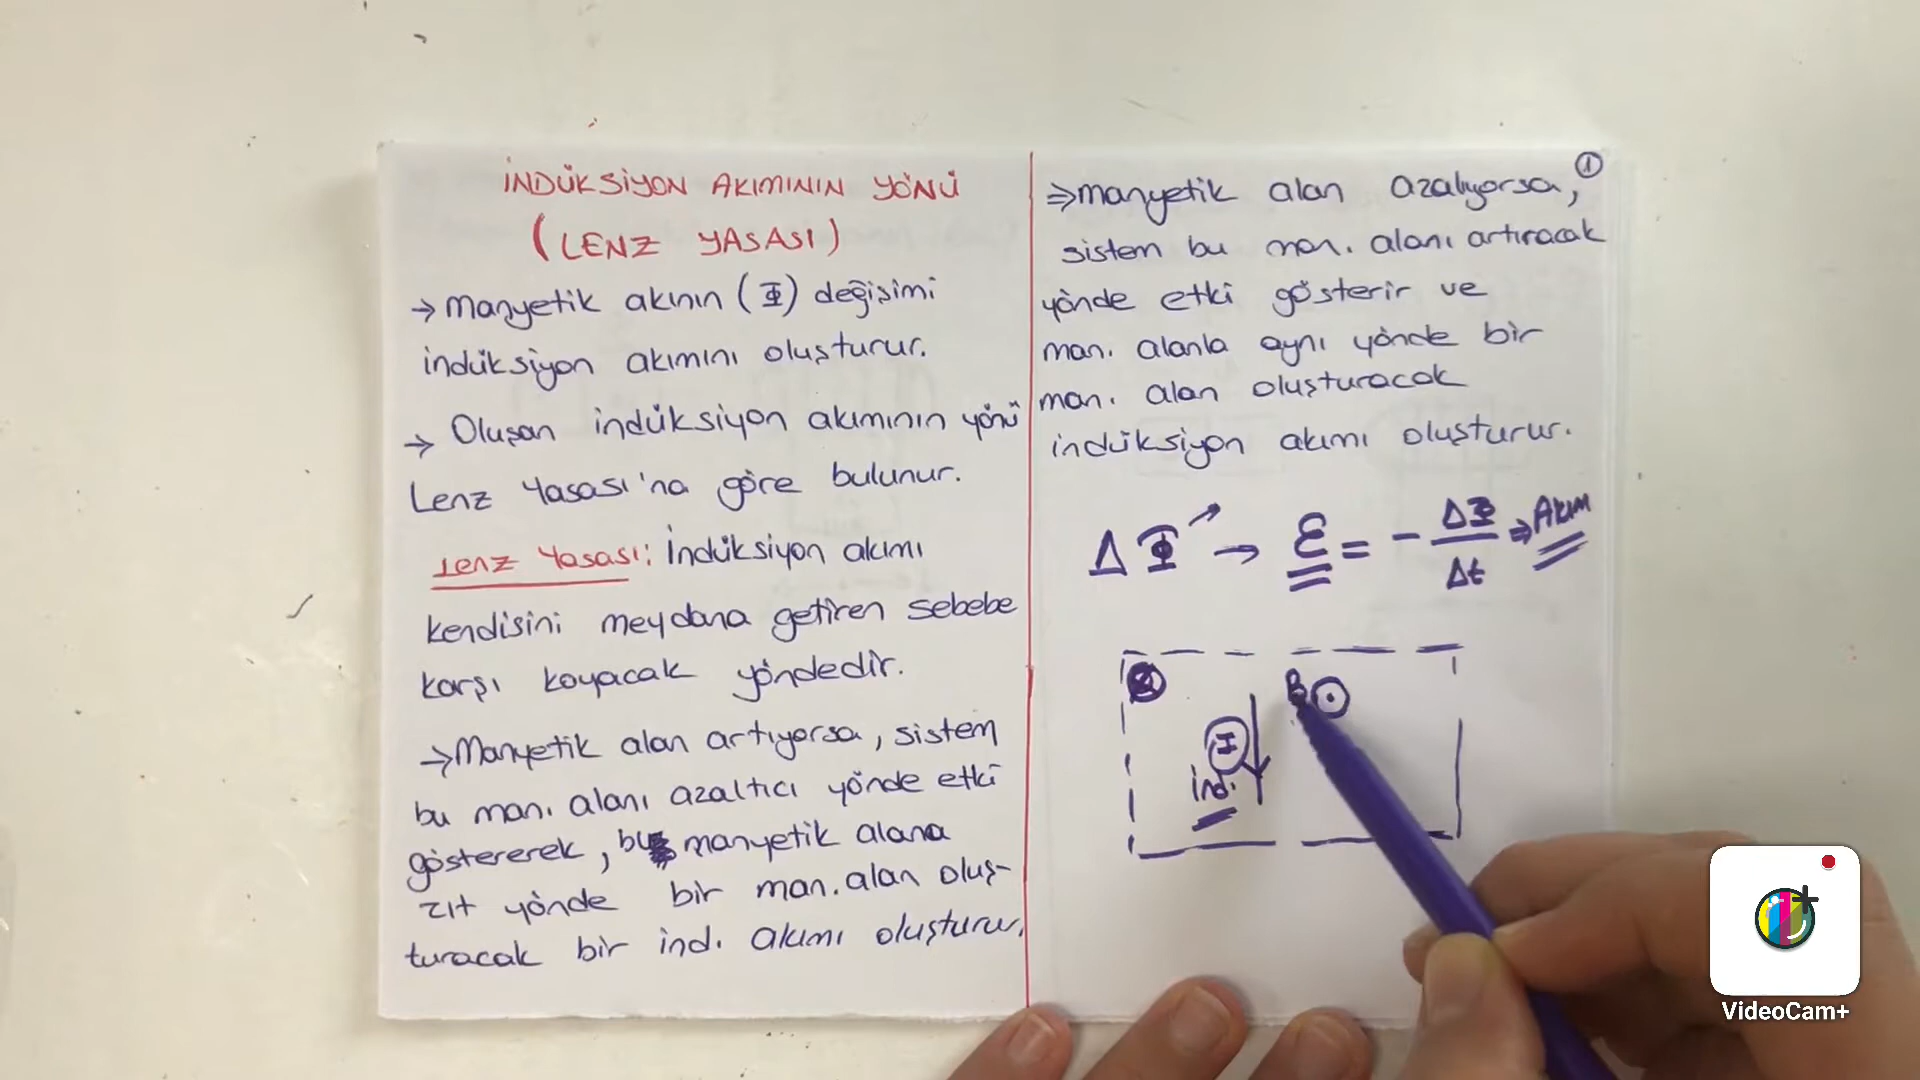 İNDÜKSİYON AKIMININ YÖNÜ
(LENZ YASASI)
→ Manyetik akının (Φ) değişimi
indüksiyon akımını oluşturur.
→ Oluşan indüksiyon akımının yönü
Lenz Yasası'na göre bulunur.
Lenz Yasası: İndüksiyon akımı
kendisini meydana getiren sebebe
karşı koyacak yöndedir.
→ Manyetik alan artıyorsa, sistem
bu man. alanı azaltıcı yönde etki
göstererek, bu manyetik alana
zıt yönde bir man. alan oluş-
turacak bir ind. akımı oluşturur.
①
⇒ manyetik alan azalıyorsa,
sistem bu man. alanı artıracak
yönde etki gösterir ve
man. alanla aynı yönde bir
man. alan oluşturacak
indüksiyon akımı oluşturur.
ΔΦ → ε = - ΔΦ/Δt ⇒ Akım
B ⊙
I
ind.
VideoCam+